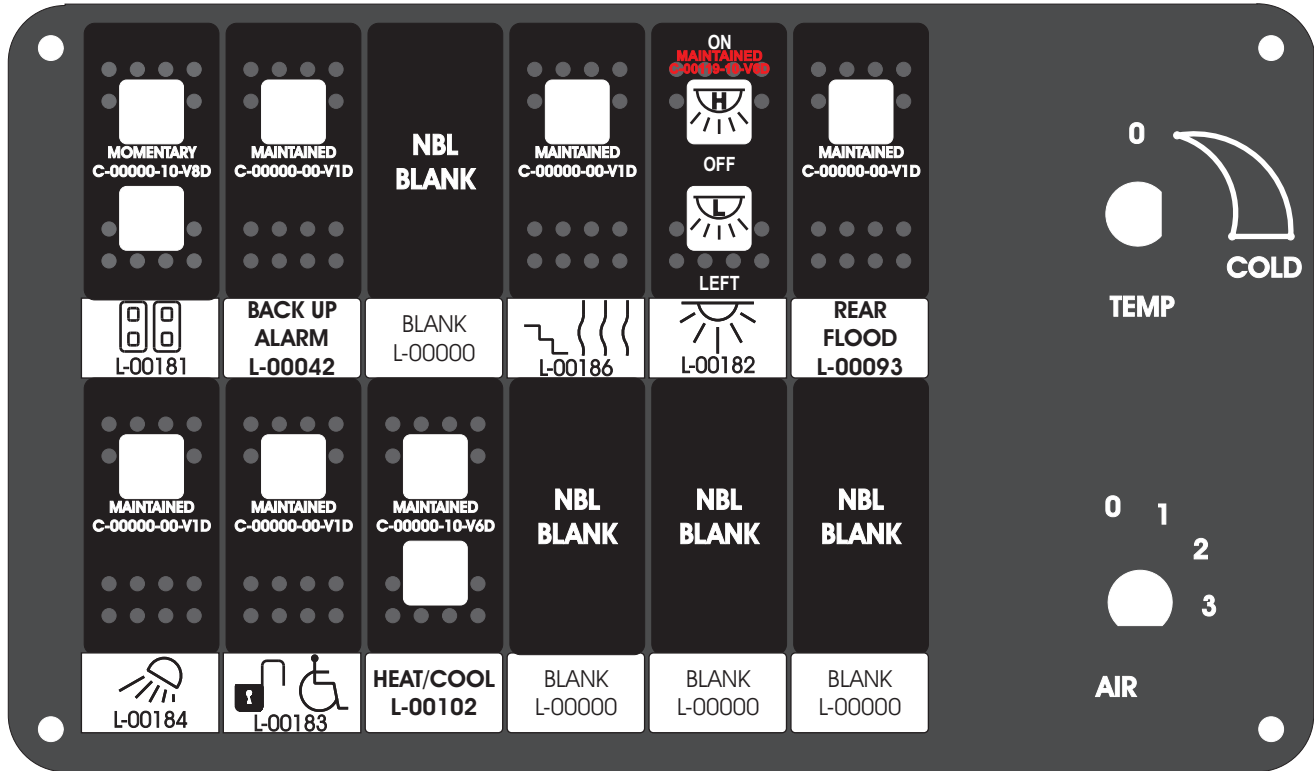 MOMENTARY
C-00000-10-V8D
MAINTAINED
C-00000-00-V1D
NBL
BLANK
MAINTAINED
C-00000-00-V1D
ON
MAINTAINED
H
OFF
L
LEFT
MAINTAINED
C-00000-00-V1D
L-00181
BACK UP
ALARM
L-00042
BLANK
L-00000
L-00186
L-00182
REAR
FLOOD
L-00093
MAINTAINED
C-00000-00-V1D
MAINTAINED
C-00000-00-V1D
MAINTAINED
C-00000-10-V6D
NBL
BLANK
NBL
BLANK
NBL
BLANK
L-00184
L-00183
HEAT/COOL
L-00102
BLANK
L-00000
BLANK
L-00000
BLANK
L-00000
0
COLD
TEMP
0
1
2
3
AIR